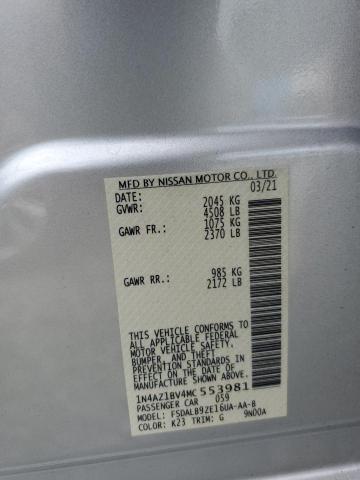 MFD BY NISSAN MOTOR CO., LTD.
DATE: 03/21
GVWR: 2045 KG
4508 LB
GAWR FR.: 1075 KG
2370 LB
GAWR RR.: 985 KG
2172 LB
THIS VEHICLE CONFORMS TO
ALL APPLICABLE FEDERAL
MOTOR VEHICLE SAFETY,
BUMPER, AND THEFT
PREVENTION STANDARDS IN
EFFECT ON THE DATE OF
MANUFACTURE SHOWN ABOVE.
1N4AZ1BV4MC553981
PASSENGER CAR 059
MODEL: FSDALB9ZE16UA-AA-B
COLOR: K23 TRIM: G 9N00A